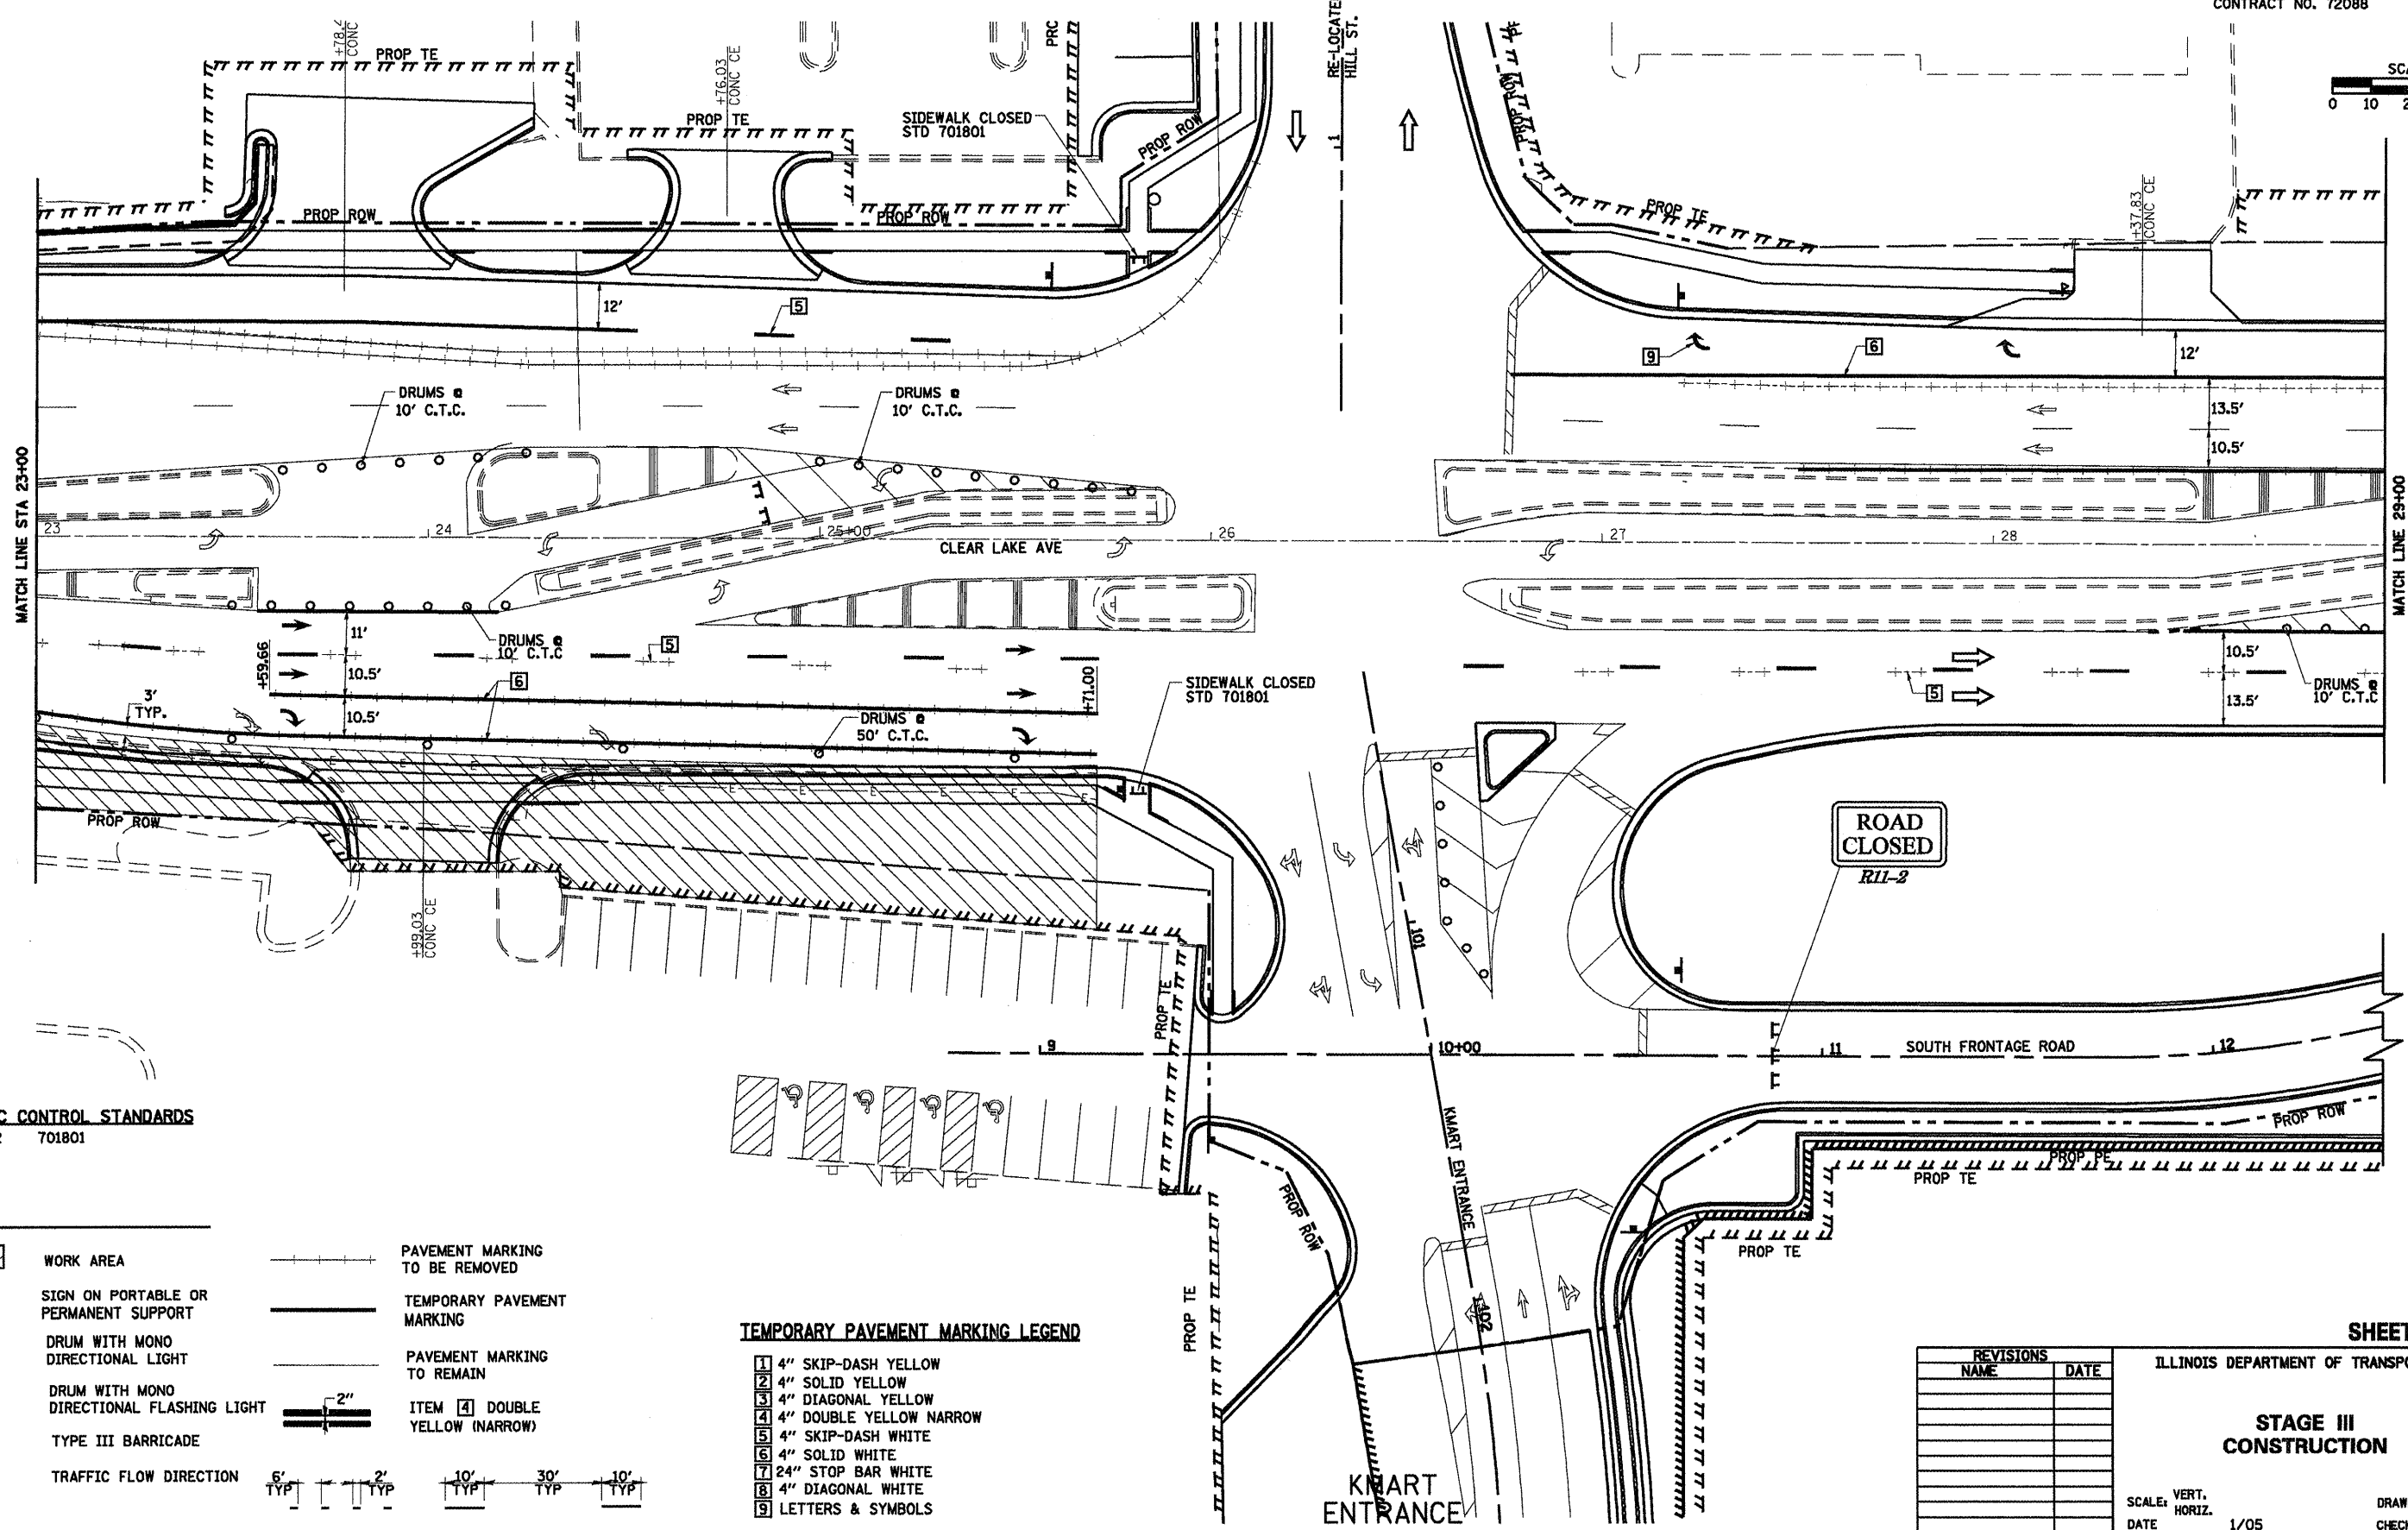 CONTRACT NO. 72088
RE-LOCATED
HILL ST.
+78.
CONC
PROP TE
+76.03
CONC CE
PROP TE
SIDEWALK CLOSED
STD 701801
PROP ROW
1
PROP ROW
0 10
PROP ROW
PROP ROW
PROP TE
+37.83
CONC CE
12'
5
9
6
12'
DRUMS @
10' C.T.C.
DRUMS @
10' C.T.C.
13.5'
10.5'
MATCH LINE STA 23+00
MATCH LINE 29+00
23
24
25+00
26
27
28
CLEAR LAKE AVE
11'
DRUMS @
10' C.T.C
5
+59.66
10.5'
6
+71.00
10.5'
3'
TYP.
DRUMS @
50' C.T.C.
SIDEWALK CLOSED
STD 701801
10.5'
13.5'
5
DRUMS @
10' C.T.C
E E E E E E E E E
PROP ROW
ROAD
CLOSED
R11-2
+99.03
CONC CE
101
PROP TE
9
10+00
11
SOUTH FRONTAGE ROAD
12
C CONTROL STANDARDS
701801
KMART ENTRANCE
PROP ROW
PROP PE
PROP TE
PROP ROW
PROP TE
PROP TE
102
WORK AREA
PAVEMENT MARKING
TO BE REMOVED
SIGN ON PORTABLE OR
PERMANENT SUPPORT
TEMPORARY PAVEMENT
MARKING
DRUM WITH MONO
DIRECTIONAL LIGHT
PAVEMENT MARKING
TO REMAIN
DRUM WITH MONO
DIRECTIONAL FLASHING LIGHT
2"
ITEM 4 DOUBLE
YELLOW (NARROW)
TYPE III BARRICADE
TRAFFIC FLOW DIRECTION
6'
TYP
2'
TYP
10'
TYP
30'
TYP
10'
TYP
TEMPORARY PAVEMENT MARKING LEGEND
1 4" SKIP-DASH YELLOW
2 4" SOLID YELLOW
3 4" DIAGONAL YELLOW
4 4" DOUBLE YELLOW NARROW
5 4" SKIP-DASH WHITE
6 4" SOLID WHITE
7 24" STOP BAR WHITE
8 4" DIAGONAL WHITE
9 LETTERS & SYMBOLS
KMART
ENTRANCE
SHEET
REVISIONS
NAME DATE
ILLINOIS DEPARTMENT OF TRANSPO
STAGE III
CONSTRUCTION
SCALE: VERT.
HORIZ.
DRAW
DATE 1/05
CHEC